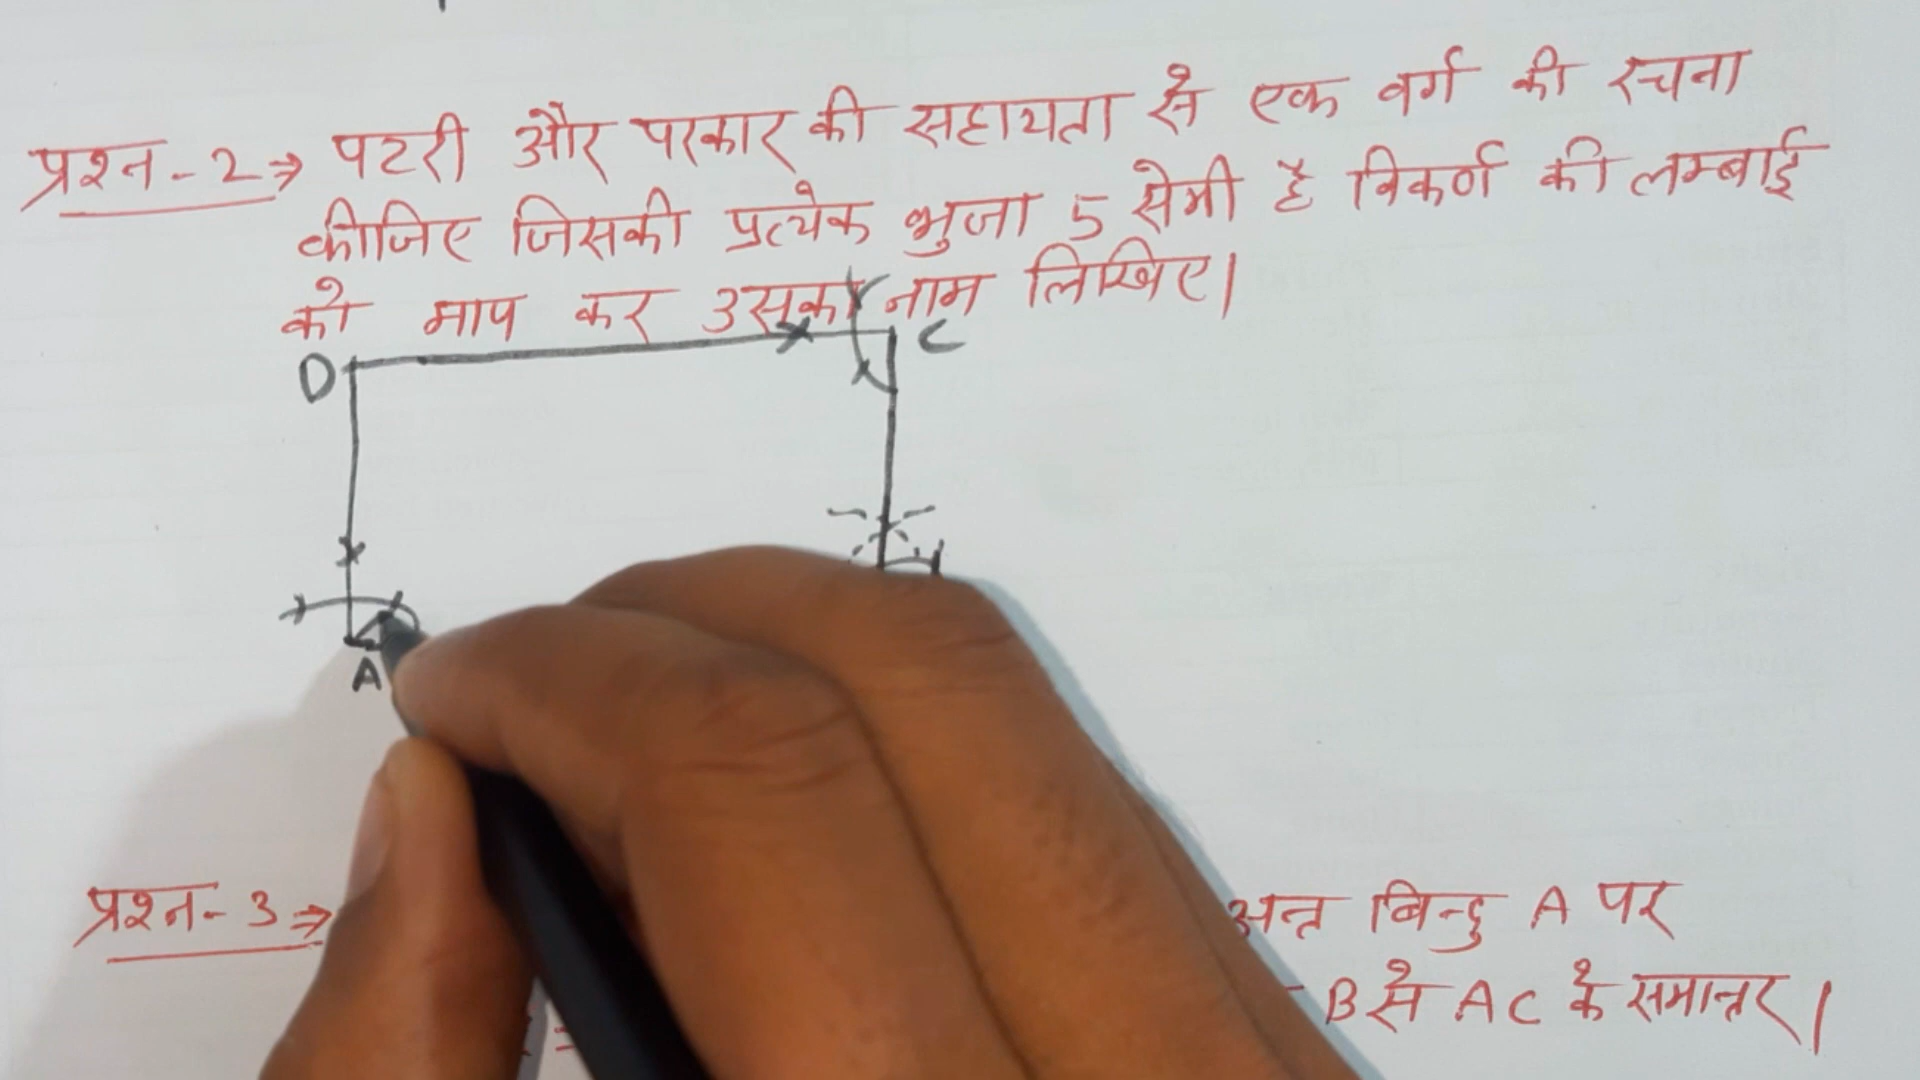 प्रश्न-2⇒ पटरी और परकार की सहायता से एक वर्ग की रचना
कीजिए जिसकी प्रत्येक भुजा 5 सेमी है विकर्ण की लम्बाई
को माप कर उसका नाम लिखिए।
D C
A
प्रश्न-3⇒ अन्त बिन्दु A पर
B से AC के समान्तर।